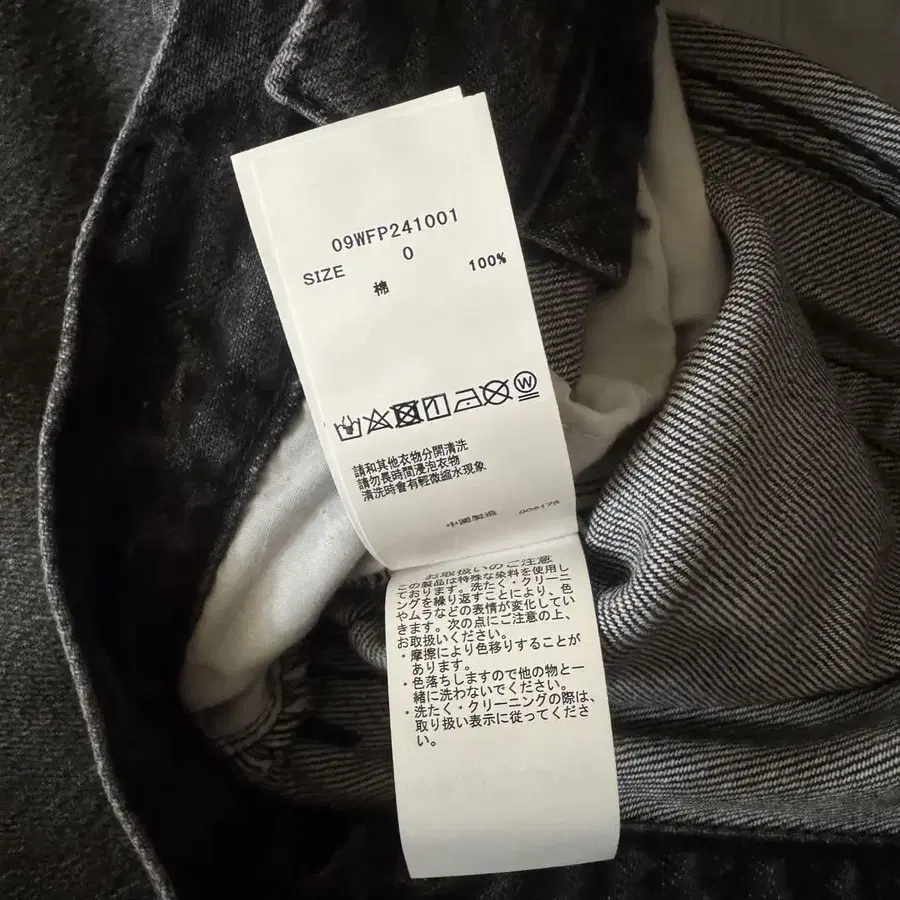 09WFP241001
SIZE 0
棉 100%
W
請和其他衣物分開清洗
請勿長時間浸泡衣物
清洗時會有輕微縮水現象
中國製造 006175
お取扱いのご注意
この製品は特殊な染料を使用し
ております。洗たく・クリーニ
ングを繰り返すことにより、色
やムラなどの表情が変化してい
きます。次の点にご注意の上、
お取扱いください。
・摩擦により色移りすることが
あります。
・色落ちしますので他の物と一
緒に洗わないでください。
・洗たく・クリーニングの際は、
取り扱い表示に従ってくださ
い。